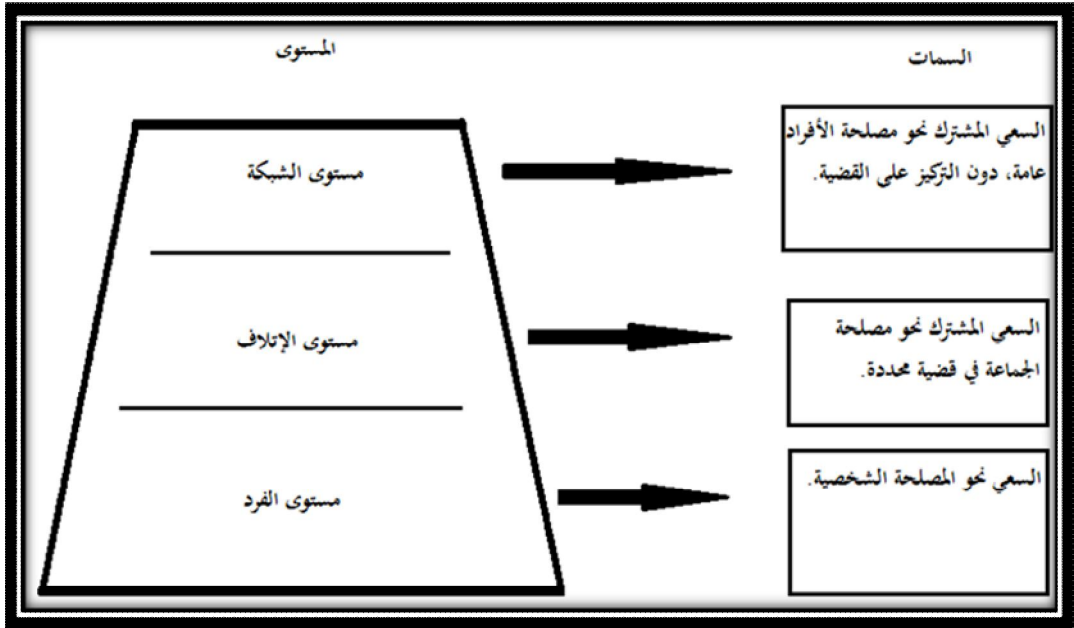 السمات
المستوى
السعي المشترك نحو مصلحة الأفراد
عامة، دون التركيز على القضية.
مستوى الشبكة
السعي المشترك نحو مصلحة
الجماعة في قضية محددة.
مستوى الإتلاف
السعي نحو المصلحة الشخصية.
مستوى الفرد